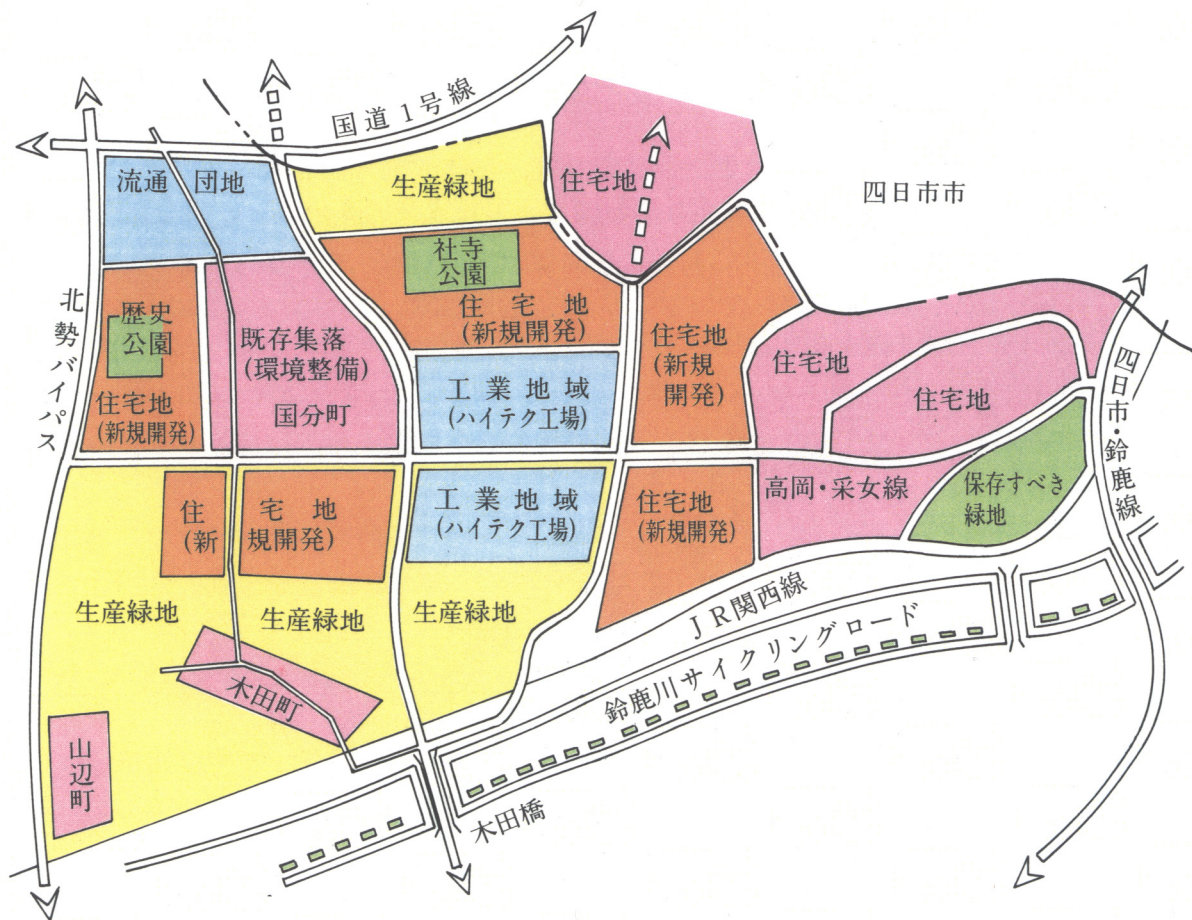 国道1号線
流通団地
生産緑地
住宅地
四日市市
社寺
公園
住宅地
(新規開発)
北勢バイパス
歴史
公園
住宅地
(新規開発)
既存集落
(環境整備)
国分町
工業地域
(ハイテク工場)
住宅地
(新規
開発)
住宅地
住宅地
四日市・鈴鹿線
住宅地
(新規開発)
工業地域
(ハイテク工場)
住宅地
(新規開発)
高岡・采女線
保存すべき
緑地
生産緑地
生産緑地
生産緑地
JR関西線
鈴鹿川サイクリングロード
木田町
山辺町
木田橋